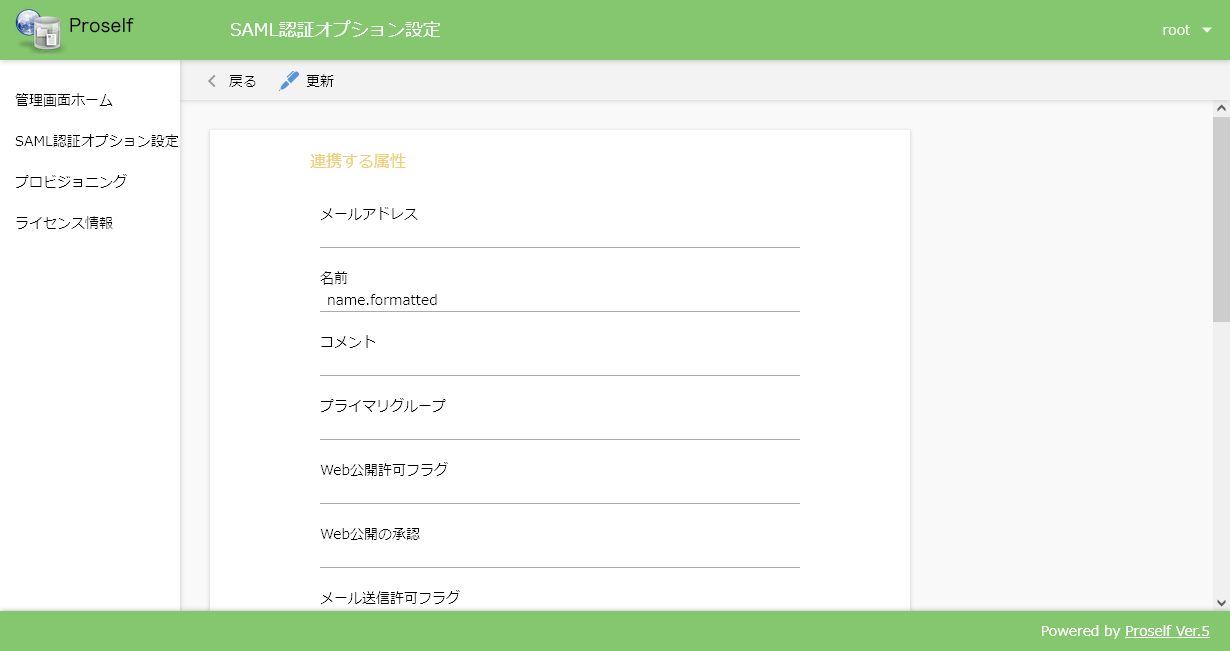 Proself
SAML認証オプション設定
root
管理画面ホーム
SAML認証オプション設定
プロビジョニング
ライセンス情報
戻る
更新
連携する属性
メールアドレス
名前
name.formatted
コメント
プライマリグループ
Web公開許可フラグ
Web公開の承認
メール送信許可フラグ
Powered by Proself Ver.5